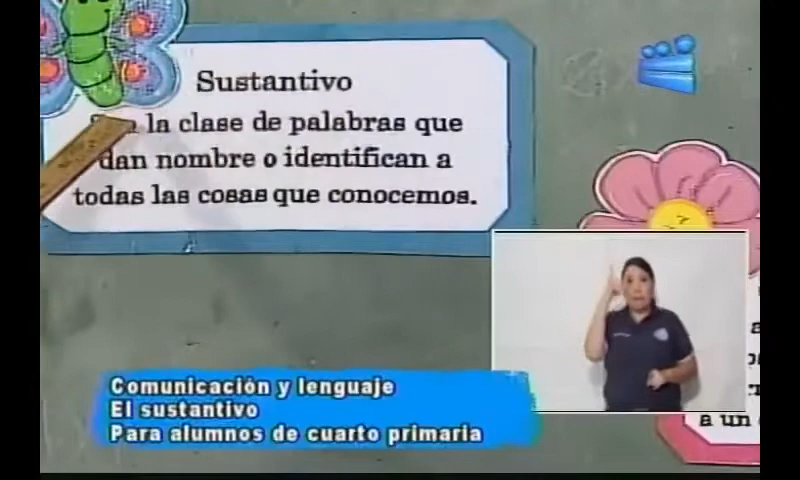 Sustantivo
la clase de palabras que
dan nombre o identifican a
todas las cosas que conocemos.
Comunicación y lenguaje
El sustantivo
Para alumnos de cuarto primaria
a un